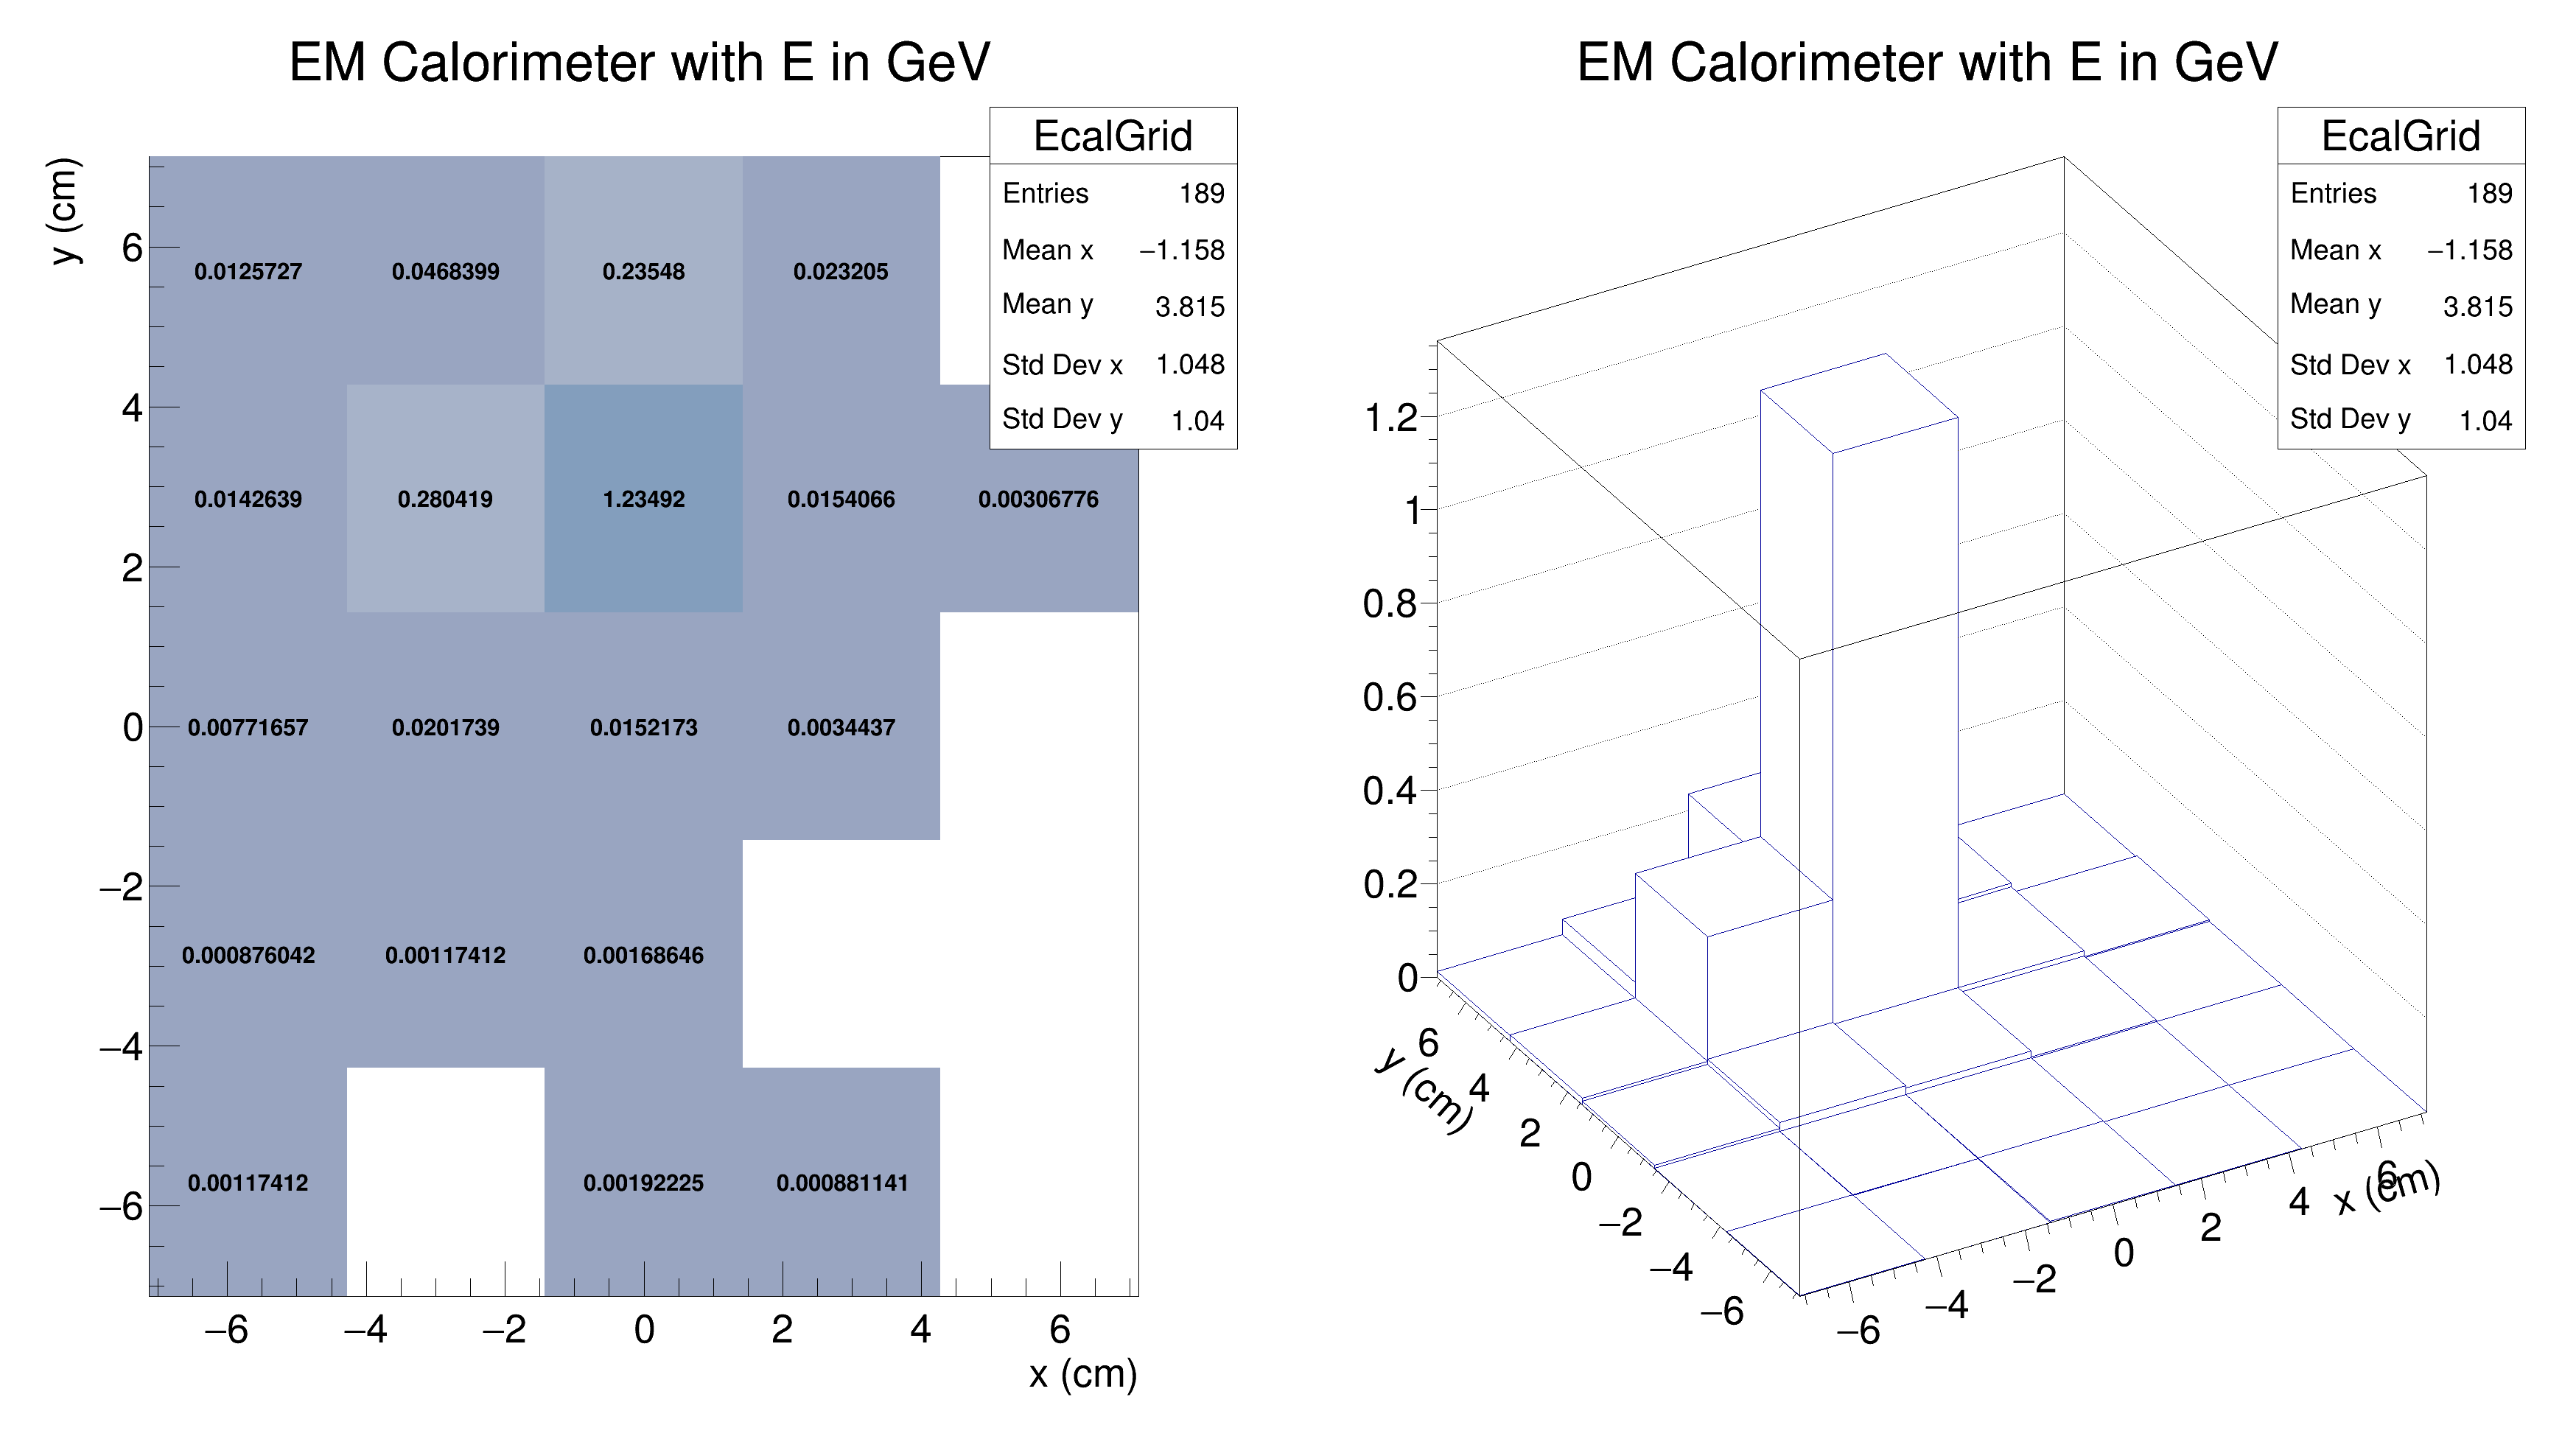 EM Calorimeter with E in GeV
EcalGrid
Entries 189
Mean x −1.158
Mean y 3.815
Std Dev x 1.048
Std Dev y 1.04
y (cm)
6
4
2
0
−2
−4
−6
0.0125727 0.0468399 0.23548 0.023205
0.0142639 0.280419 1.23492 0.0154066 0.00306776
0.00771657 0.0201739 0.0152173 0.0034437
0.000876042 0.00117412 0.00168646
0.00117412 0.00192225 0.000881141
−6 −4 −2 0 2 4 6
x (cm)
EM Calorimeter with E in GeV
EcalGrid
Entries 189
Mean x −1.158
Mean y 3.815
Std Dev x 1.048
Std Dev y 1.04
1.2
1
0.8
0.6
0.4
0.2
0
y (cm)
6
4
2
0
−2
−4
−6
−6 −4 −2 0 2 4 6
x (cm)